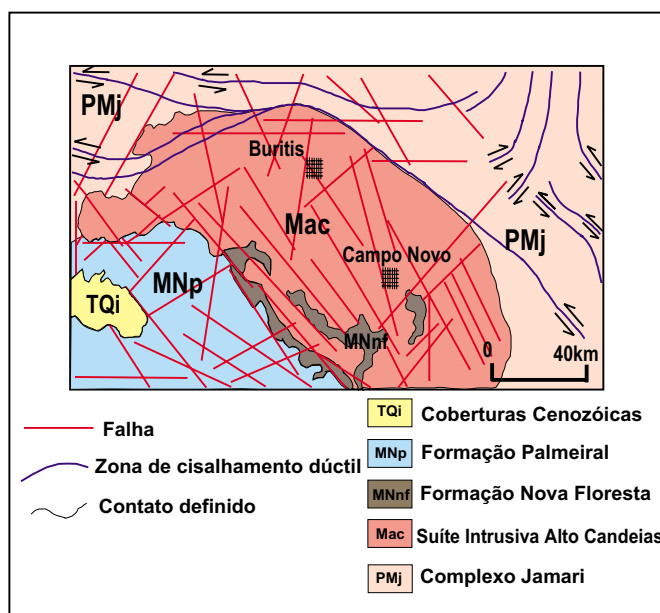 PMj
Buritis
Mac
Campo Novo
PMj
MNp
TQi
MNnf
0
40km
Falha
Zona de cisalhamento dúctil
Contato definido
TQi Coberturas Cenozóicas
MNp Formação Palmeiral
MNnf Formação Nova Floresta
Mac Suíte Intrusiva Alto Candeias
PMj Complexo Jamari